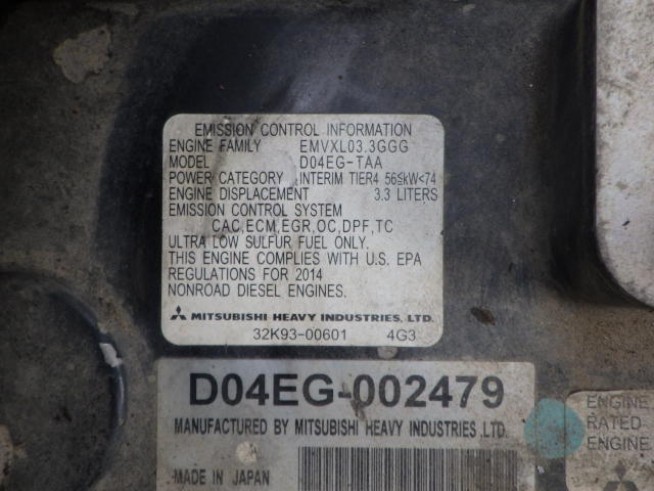 EMISSION CONTROL INFORMATION
ENGINE FAMILY EMVXL03.3GGG
MODEL D04EG-TAA
POWER CATEGORY INTERIM TIER4 56≦kW<74
ENGINE DISPLACEMENT 3.3 LITERS
EMISSION CONTROL SYSTEM
CAC,ECM,EGR,OC,DPF,TC
ULTRA LOW SULFUR FUEL ONLY.
THIS ENGINE COMPLIES WITH U.S. EPA
REGULATIONS FOR 2014
NONROAD DIESEL ENGINES.
MITSUBISHI HEAVY INDUSTRIES, LTD.
32K93-00601 4G3
D04EG-002479
MANUFACTURED BY MITSUBISHI HEAVY INDUSTRIES,LTD.
MADE IN JAPAN
ENGINE
RATED
ENGINE